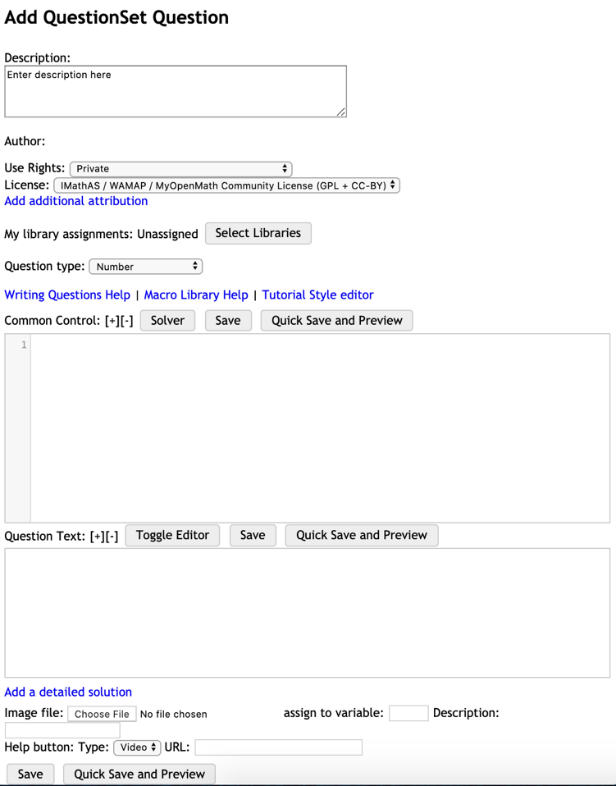 Add QuestionSet Question
Description:
Enter description here
Author:
Use Rights: Private
License: IMathAS / WAMAP / MyOpenMath Community License (GPL + CC-BY)
Add additional attribution
My library assignments: Unassigned Select Libraries
Question type: Number
Writing Questions Help | Macro Library Help | Tutorial Style editor
Common Control: [+][-] Solver Save Quick Save and Preview
1
Question Text: [+][-] Toggle Editor Save Quick Save and Preview
Add a detailed solution
Image file: Choose File No file chosen assign to variable: Description:
Help button: Type: Video URL:
Save Quick Save and Preview